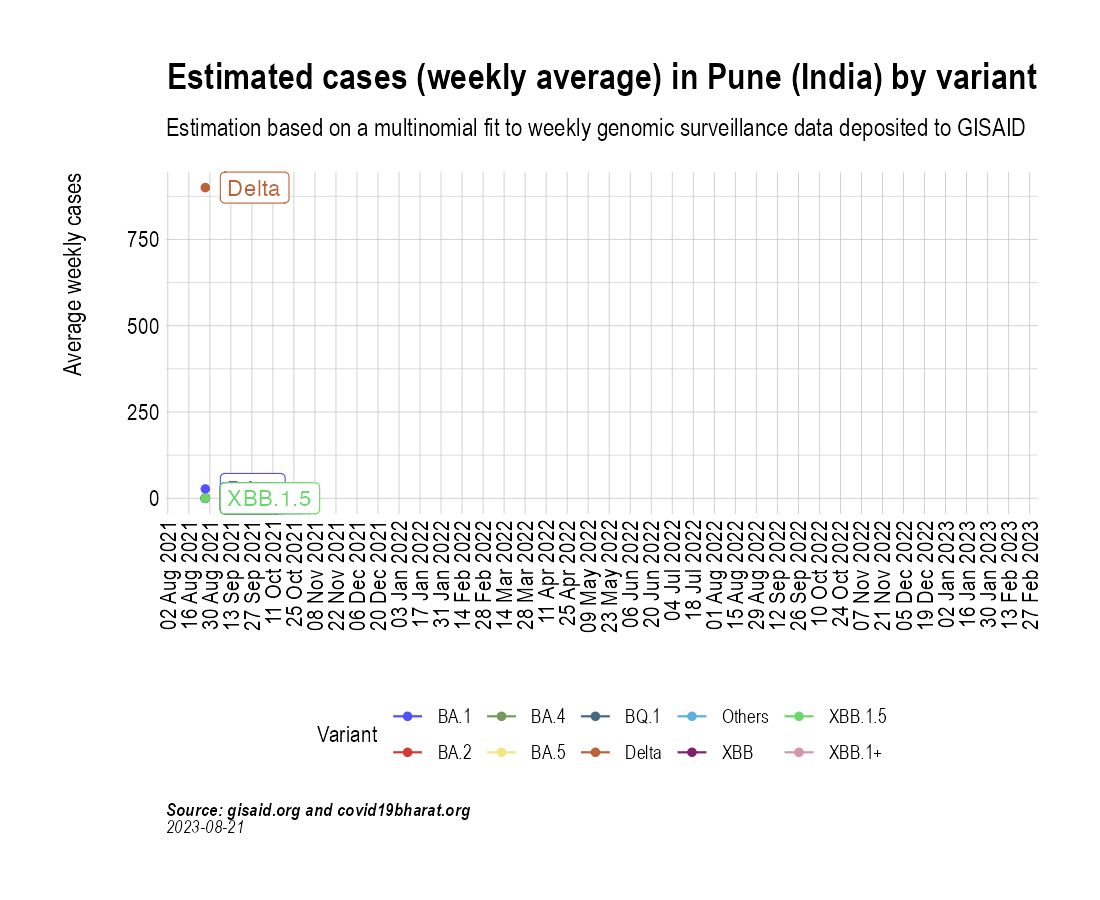 Estimated cases (weekly average) in Pune (India) by variant
Estimation based on a multinomial fit to weekly genomic surveillance data deposited to GISAID
Average weekly cases
Delta
750
500
250
0
XBB.1.5
02 Aug 2021
16 Aug 2021
30 Aug 2021
13 Sep 2021
27 Sep 2021
11 Oct 2021
25 Oct 2021
08 Nov 2021
22 Nov 2021
06 Dec 2021
20 Dec 2021
03 Jan 2022
17 Jan 2022
31 Jan 2022
14 Feb 2022
28 Feb 2022
14 Mar 2022
28 Mar 2022
11 Apr 2022
25 Apr 2022
09 May 2022
23 May 2022
06 Jun 2022
20 Jun 2022
04 Jul 2022
18 Jul 2022
01 Aug 2022
15 Aug 2022
29 Aug 2022
12 Sep 2022
26 Sep 2022
10 Oct 2022
24 Oct 2022
07 Nov 2022
21 Nov 2022
05 Dec 2022
19 Dec 2022
02 Jan 2023
16 Jan 2023
30 Jan 2023
13 Feb 2023
27 Feb 2023
Variant
BA.1 BA.4 BQ.1 Others XBB.1.5
BA.2 BA.5 Delta XBB XBB.1+
Source: gisaid.org and covid19bharat.org
2023-08-21